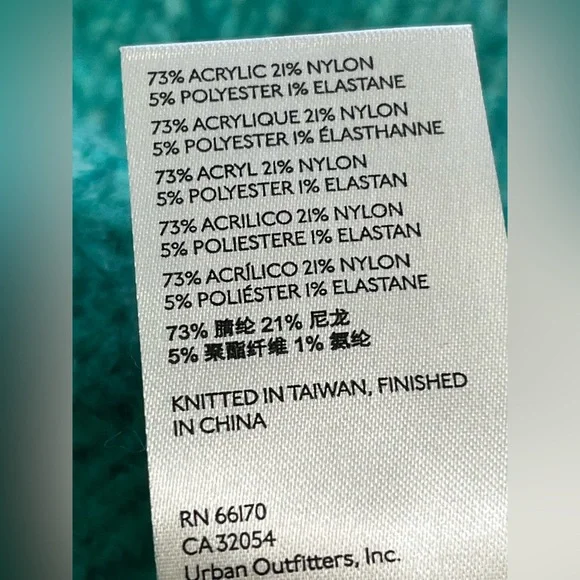 73% ACRYLIC 21% NYLON
5% POLYESTER 1% ELASTANE
73% ACRYLIQUE 21% NYLON
5% POLYESTER 1% ÉLASTHANNE
73% ACRYL 21% NYLON
5% POLYESTER 1% ELASTAN
73% ACRILICO 21% NYLON
5% POLIESTERE 1% ELASTAN
73% ACRÍLICO 21% NYLON
5% POLIÉSTER 1% ELASTANE
73% 腈纶 21% 尼龙
5% 聚酯纤维 1% 氨纶
KNITTED IN TAIWAN, FINISHED
IN CHINA
RN 66170
CA 32054
Urban Outfitters, Inc.